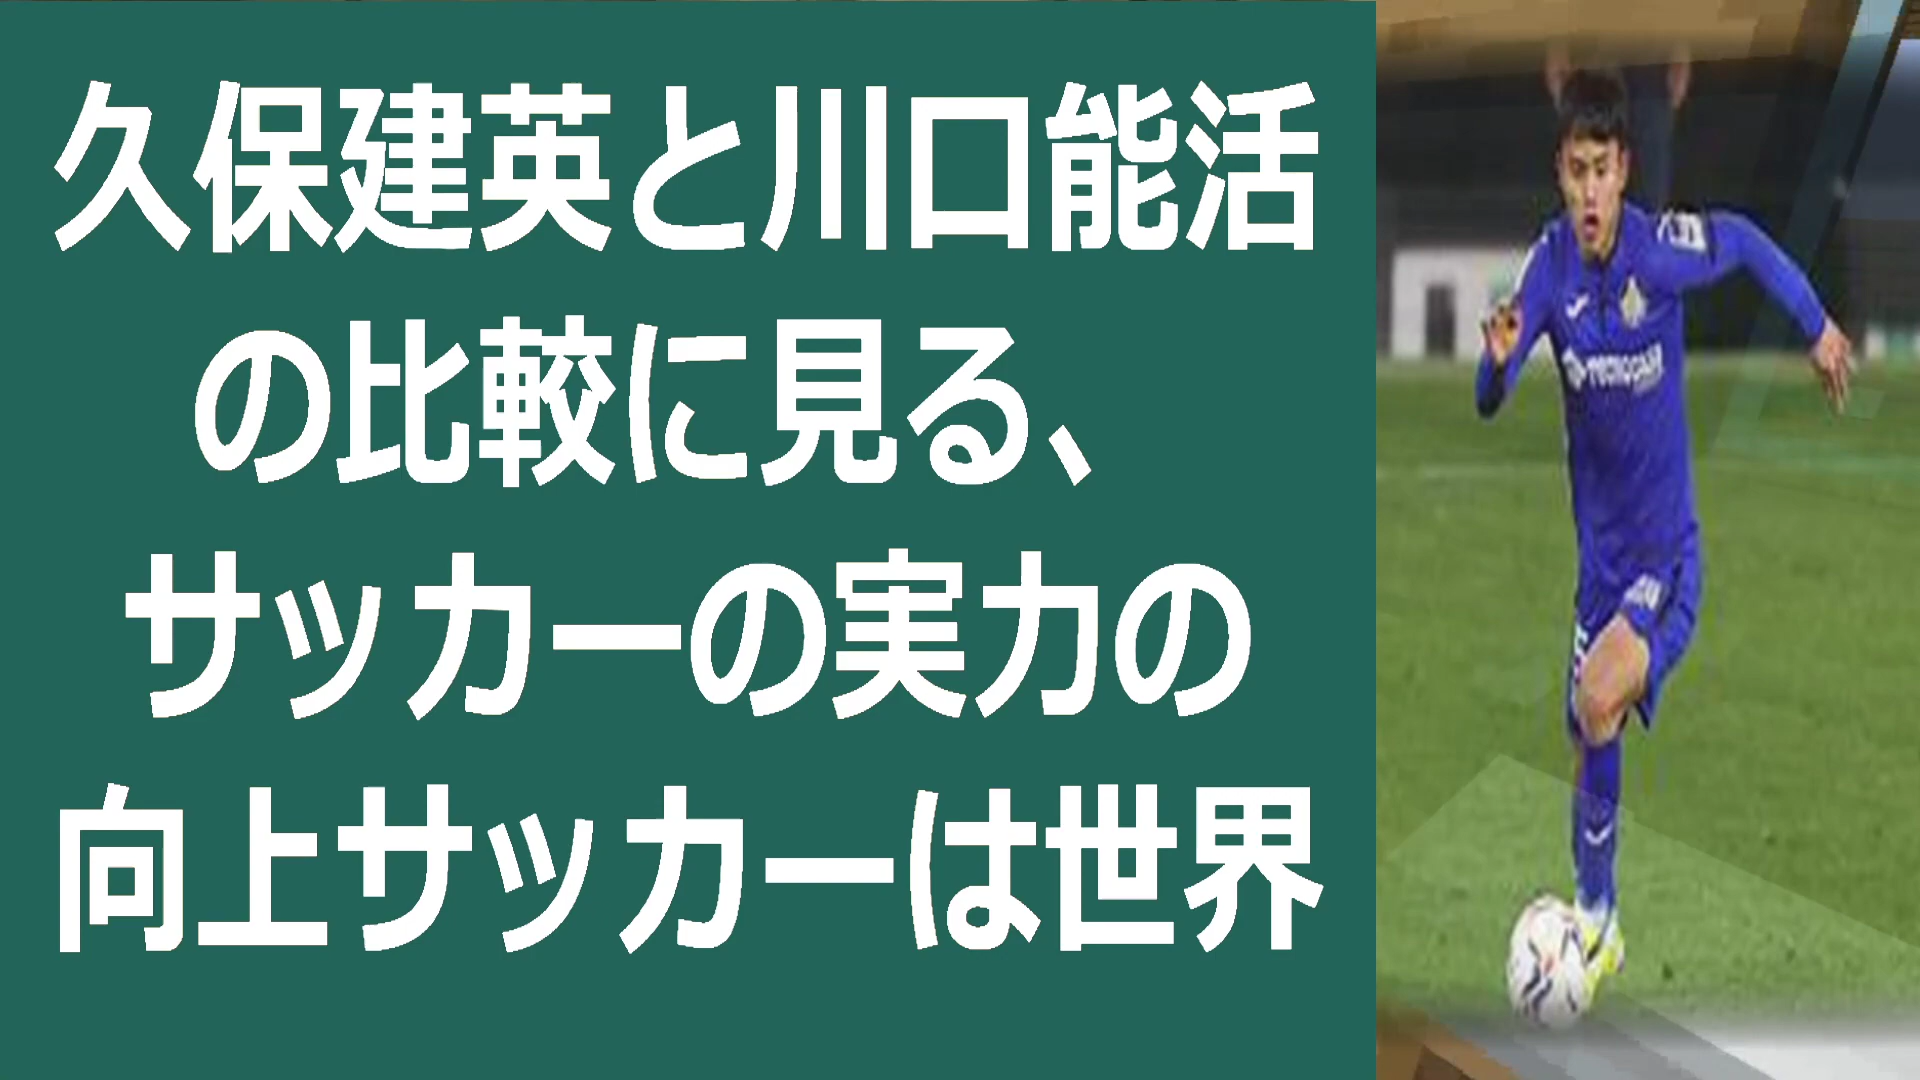 久保建英と川口能活
の比較に見る、
サッカーの実力の
向上サッカーは世界